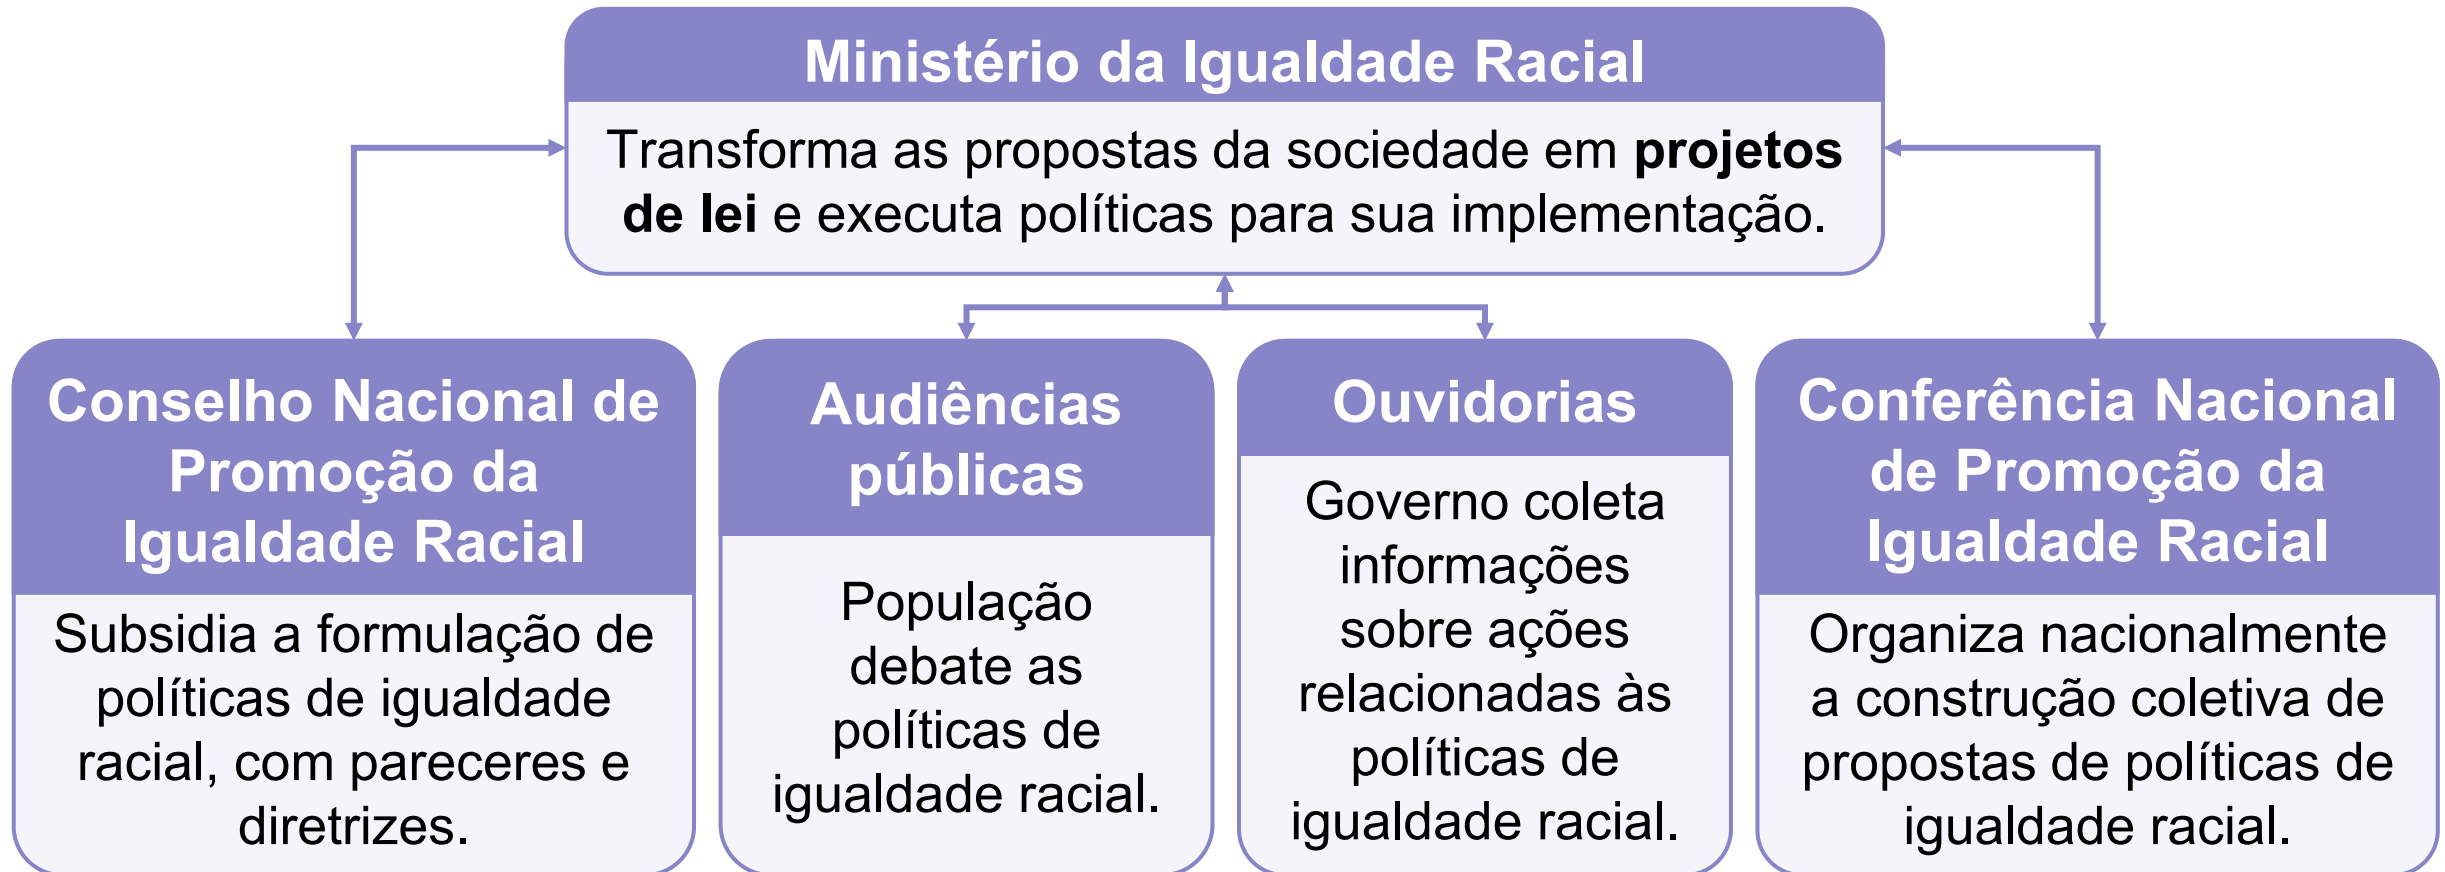 Ministério da Igualdade Racial
Transforma as propostas da sociedade em projetos
de lei e executa políticas para sua implementação.
Conselho Nacional de
Promoção da
Igualdade Racial
Subsidia a formulação de
políticas de igualdade
racial, com pareceres e
diretrizes.
Audiências
públicas
População
debate as
políticas de
igualdade racial.
Ouvidorias
Governo coleta
informações
sobre ações
relacionadas às
políticas de
igualdade racial.
Conferência Nacional
de Promoção da
Igualdade Racial
Organiza nacionalmente
a construção coletiva de
propostas de políticas de
igualdade racial.